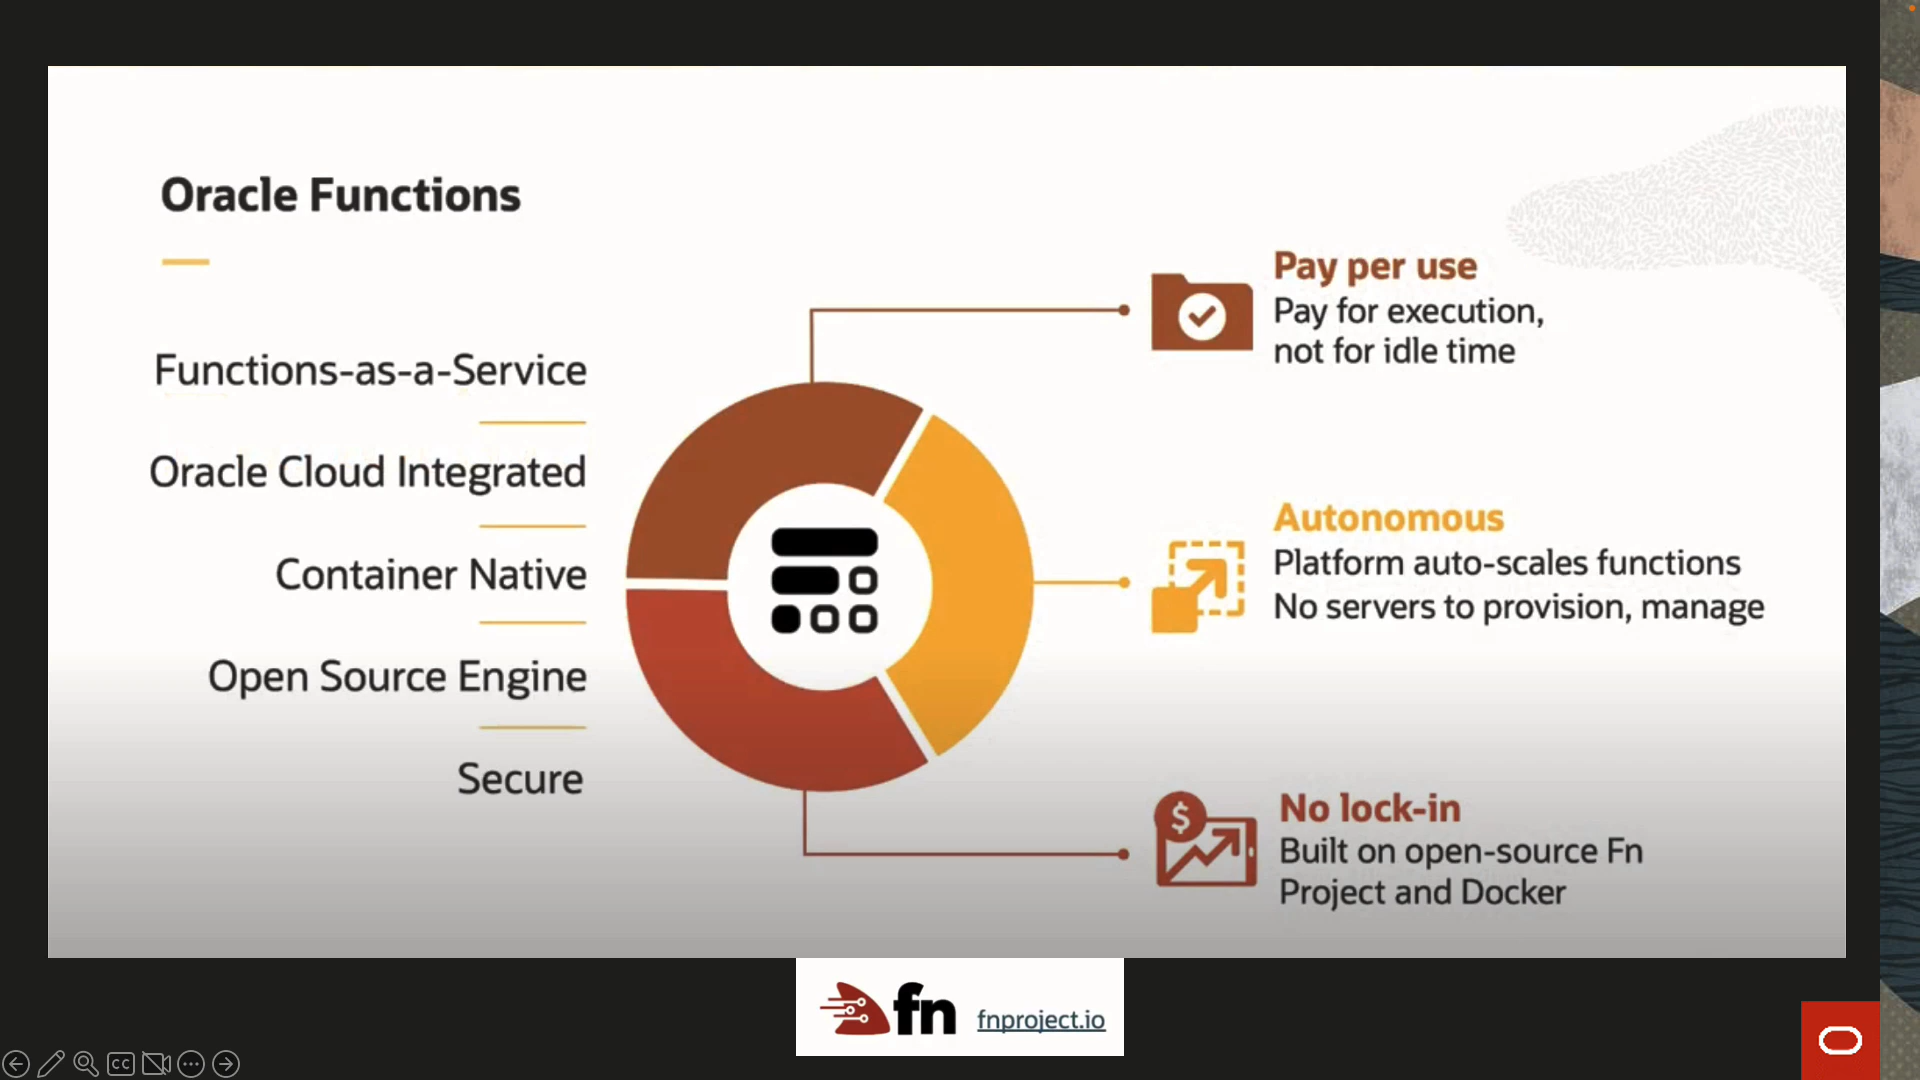 Oracle Functions
Functions-as-a-Service
Oracle Cloud Integrated
Container Native
Open Source Engine
Secure
Pay per use
Pay for execution,
not for idle time
Autonomous
Platform auto-scales functions
No servers to provision, manage
$
No lock-in
Built on open-source Fn
Project and Docker
fn fnproject.io
CC